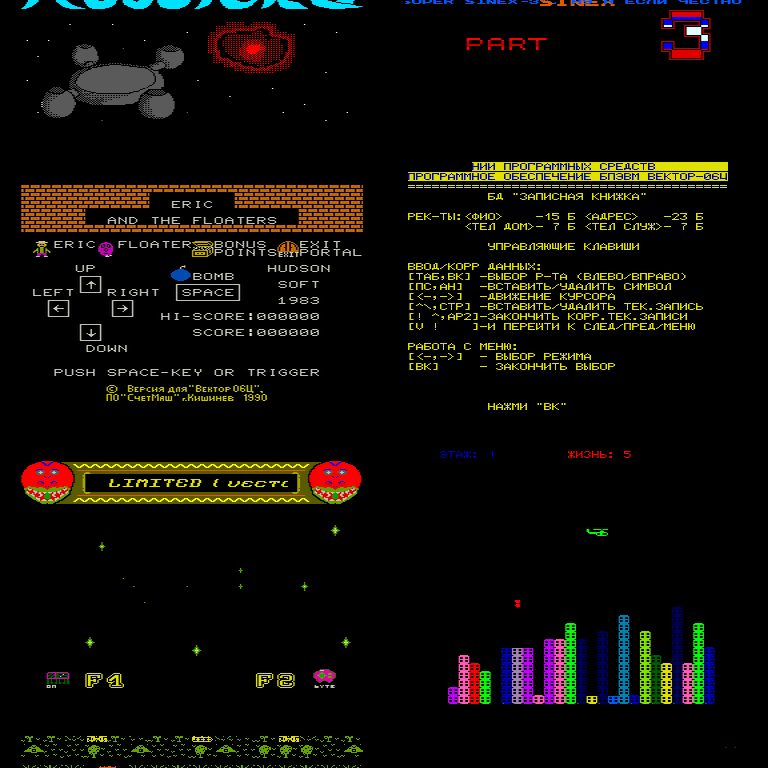 ЕСЛИ ЧЕСТНО
SINEX
PART
3
ERIC
AND THE FLOATERS
ERIC FLOATER BONUS EXIT
POINTS PORTAL
UP
BOMB
HUDSON
LEFT RIGHT
SPACE
SOFT
1983
HI-SCORE:000000
SCORE:000000
DOWN
PUSH SPACE-KEY OR TRIGGER
© Версия для "Вектор 06Ц",
ПО"СчетМаш" г.Кишинев 1990
НИИ ПРОГРАММНЫХ СРЕДСТВ
ПРОГРАММНОЕ ОБЕСПЕЧЕНИЕ БПЭВМ ВЕКТОР-06Ц
БД "ЗАПИСНАЯ КНИЖКА"
РЕК-ТЫ:<ФИО> -15 Б <АДРЕС> -23 Б
<ТЕЛ ДОМ>- 7 Б <ТЕЛ СЛУЖ>- 7 Б
УПРАВЛЯЮЩИЕ КЛАВИШИ
ВВОД/КОРР ДАННЫХ:
[ТАБ,ВК] -ВЫБОР Р-ТА (ВЛЕВО/ВПРАВО)
[ПС,АН] -ВСТАВИТЬ/УДАЛИТЬ СИМВОЛ
[<-,->] -ДВИЖЕНИЕ КУРСОРА
[^\,СТР] -ВСТАВИТЬ/УДАЛИТЬ ТЕК.ЗАПИСЬ
[! ^,АР2]-ЗАКОНЧИТЬ КОРР.ТЕК.ЗАПИСИ
[V ! ]-И ПЕРЕЙТИ К СЛЕД/ПРЕД/МЕНЮ
РАБОТА С МЕНЮ:
[<-,->] - ВЫБОР РЕЖИМА
[ВК] - ЗАКОНЧИТЬ ВЫБОР
НАЖМИ "ВК"
LIMITED (
F1 F2
ЭТАЖ: 1 ЖИЗНЬ: 5